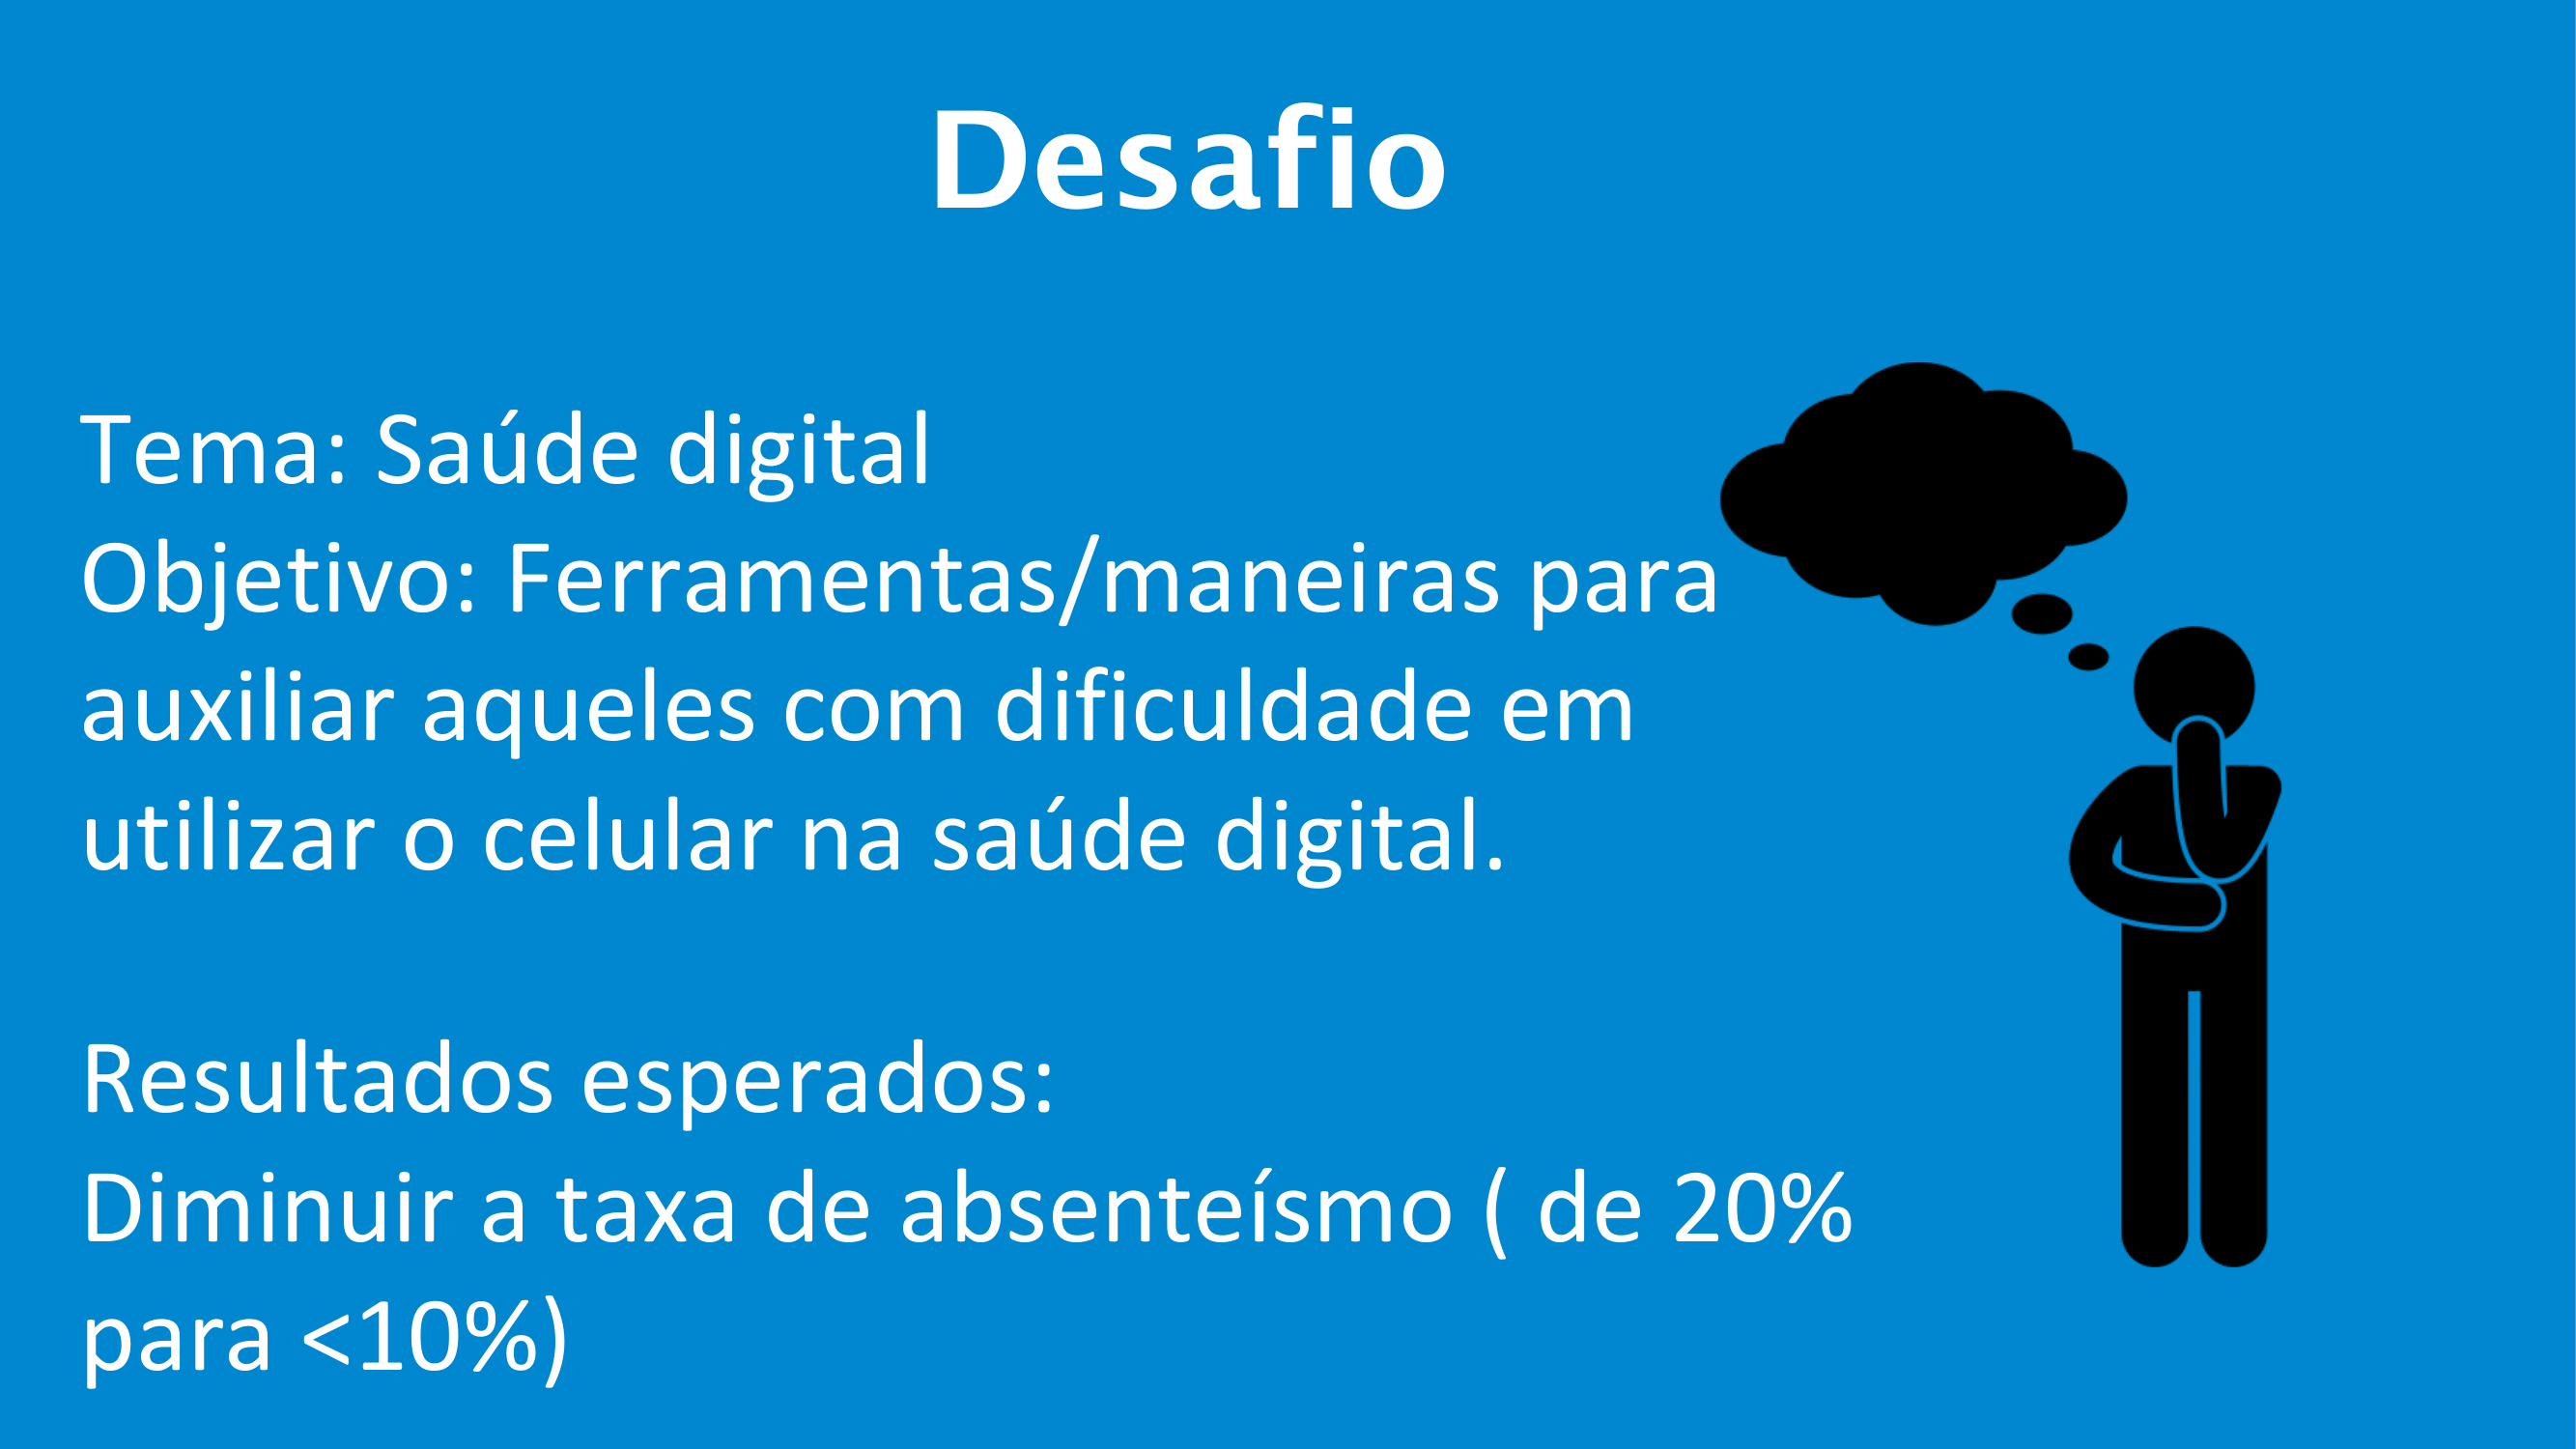 Desafio
Tema: Saúde digital
Objetivo: Ferramentas/maneiras para
auxiliar aqueles com dificuldade em
utilizar o celular na saúde digital.
Resultados esperados:
Diminuir a taxa de absenteísmo ( de 20%
para <10%)